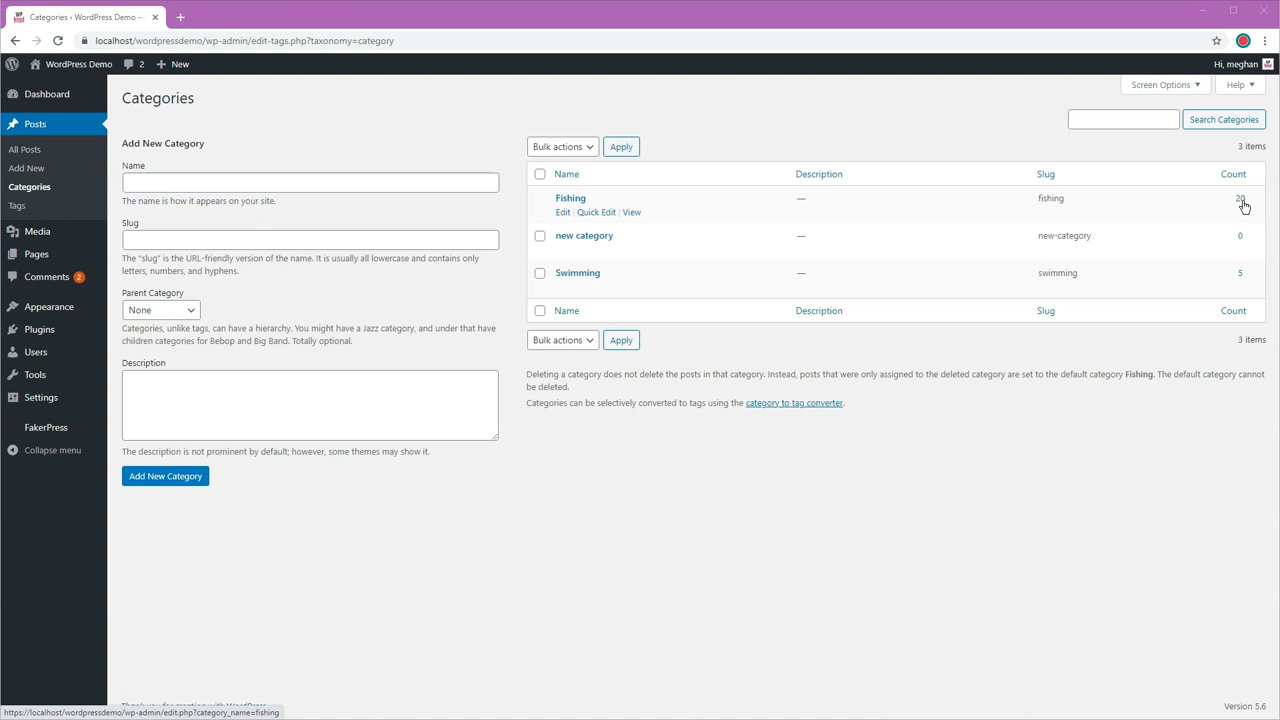 Categories ‹ WordPress Demo —
localhost/wordpressdemo/wp-admin/edit-tags.php?taxonomy=category
WordPress Demo 2 New Hi, meghan
Dashboard
Posts
All Posts
Add New
Categories
Tags
Media
Pages
Comments 2
Appearance
Plugins
Users
Tools
Settings
FakerPress
Collapse menu
Screen Options Help
Categories
Search Categories
Add New Category
Name
The name is how it appears on your site.
Slug
The “slug” is the URL-friendly version of the name. It is usually all lowercase and contains only
letters, numbers, and hyphens.
Parent Category
None
Categories, unlike tags, can have a hierarchy. You might have a Jazz category, and under that have
children categories for Bebop and Big Band. Totally optional.
Description
The description is not prominent by default; however, some themes may show it.
Add New Category
Bulk actions Apply 3 items
Name Description Slug Count
Fishing — fishing 20
Edit | Quick Edit | View
new category — new-category 0
Swimming — swimming 5
Name Description Slug Count
Bulk actions Apply 3 items
Deleting a category does not delete the posts in that category. Instead, posts that were only assigned to the deleted category are set to the default category Fishing. The default category cannot
be deleted.
Categories can be selectively converted to tags using the category to tag converter.
Thank you for creating with WordPress
Version 5.6
https://localhost/wordpressdemo/wp-admin/edit.php?category_name=fishing